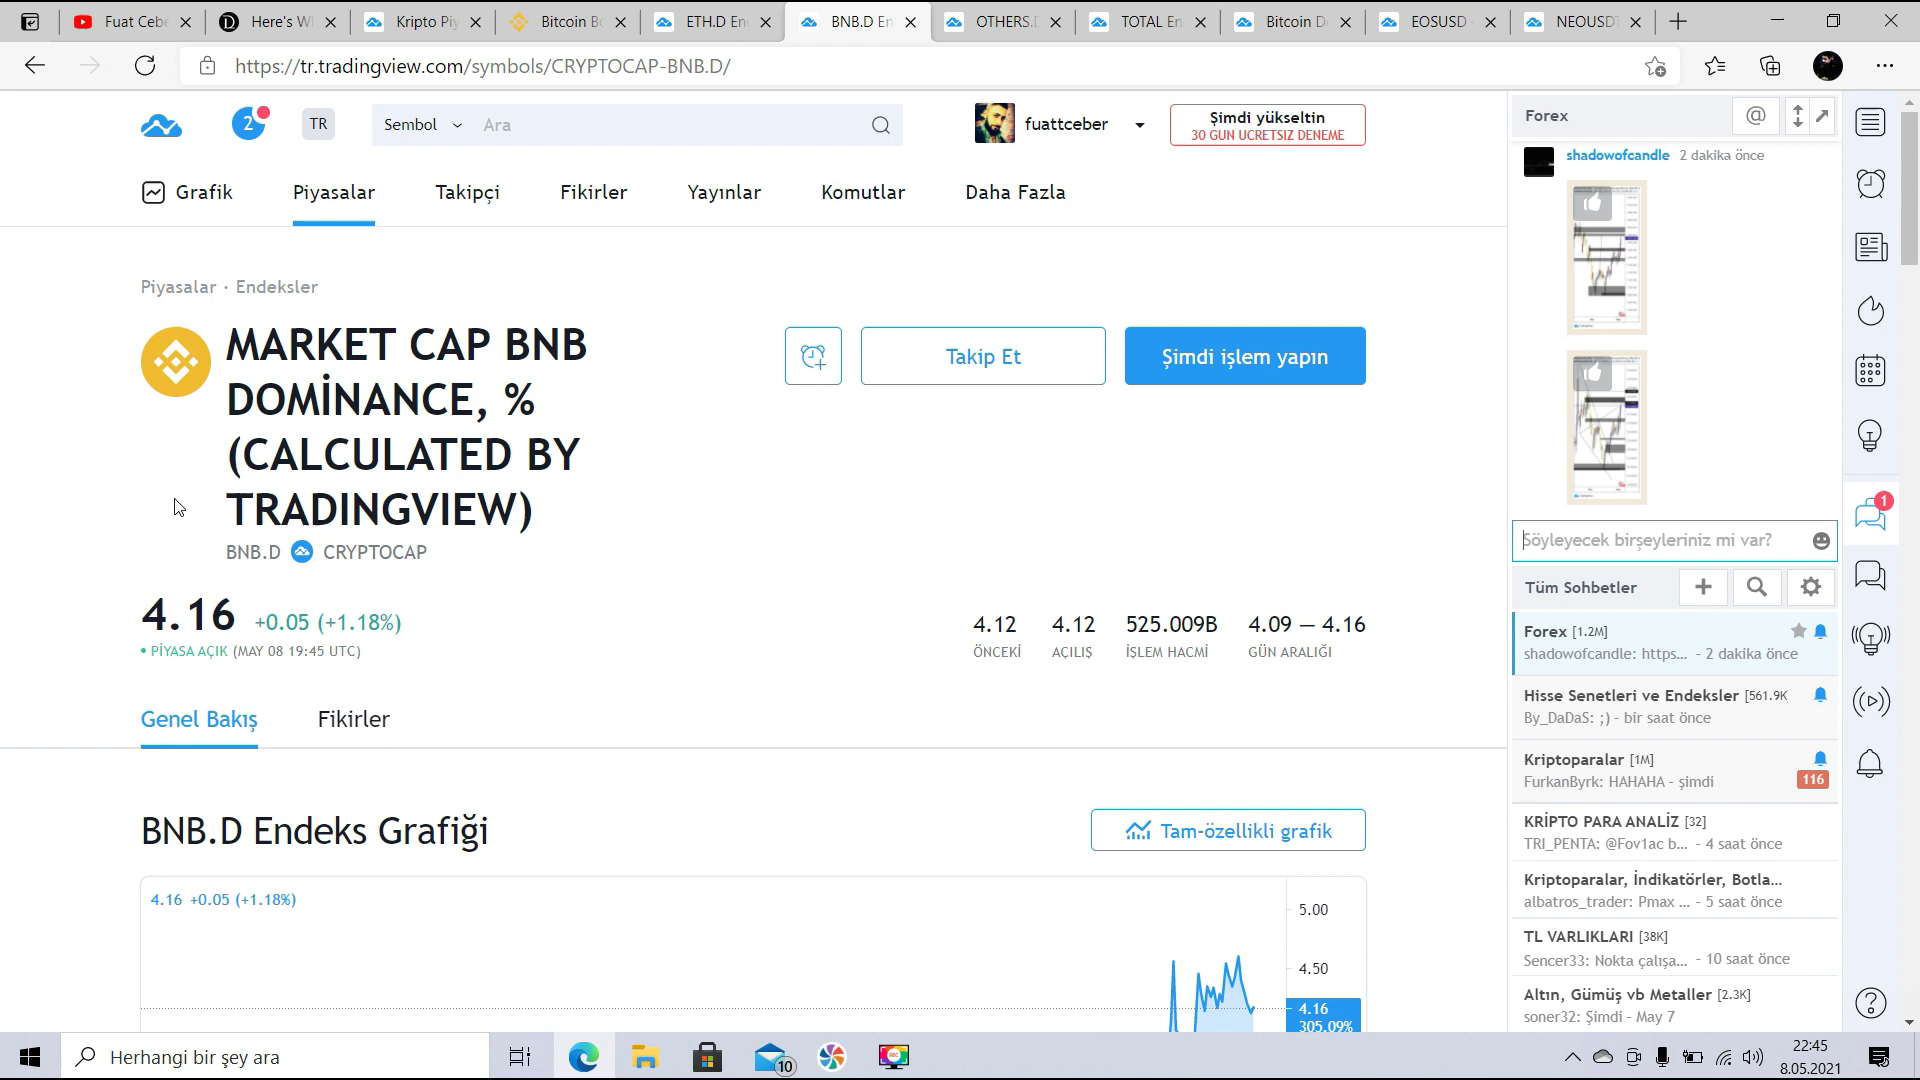 Fuat Cebe
Here's W
Kripto Piy
Bitcoin Bo
ETH.D En
BNB.D En
OTHERS.D
TOTAL En
Bitcoin D
EOSUSD
NEOUSDT
https://tr.tradingview.com/symbols/CRYPTOCAP-BNB.D/
2
TR
Sembol
Ara
fuattceber
Şimdi yükseltin
30 GÜN ÜCRETSİZ DENEME
Grafik
Piyasalar
Takipçi
Fikirler
Yayınlar
Komutlar
Daha Fazla
Piyasalar · Endeksler
MARKET CAP BNB
DOMİNANCE, %
(CALCULATED BY
TRADINGVIEW)
Takip Et
Şimdi işlem yapın
BNB.D CRYPTOCAP
4.16 +0.05 (+1.18%)
• PİYASA AÇIK (MAY 08 19:45 UTC)
4.12
ÖNCEKİ
4.12
AÇILIŞ
525.009B
İŞLEM HACMİ
4.09 — 4.16
GÜN ARALIĞI
Genel Bakış
Fikirler
BNB.D Endeks Grafiği
Tam-özellikli grafik
4.16 +0.05 (+1.18%)
5.00
4.50
4.16
305.09%
Forex
@
shadowofcandle 2 dakika önce
Söyleyecek birşeyleriniz mi var?
Tüm Sohbetler
Forex [1.2M]
shadowofcandle: https... - 2 dakika önce
Hisse Senetleri ve Endeksler [561.9K
By_DaDaS: ;) - bir saat önce
Kriptoparalar [1M]
FurkanByrk: HAHAHA - şimdi
116
KRİPTO PARA ANALİZ [32]
TRI_PENTA: @Fov1ac b... - 4 saat önce
Kriptoparalar, İndikatörler, Botla...
albatros_trader: Pmax ... - 5 saat önce
TL VARLIKLARI [38K]
Sencer33: Nokta çalışa... - 10 saat önce
Altın, Gümüş vb Metaller [2.3K]
soner32: Şimdi - May 7
1
Herhangi bir şey ara
10
22:45
8.05.2021